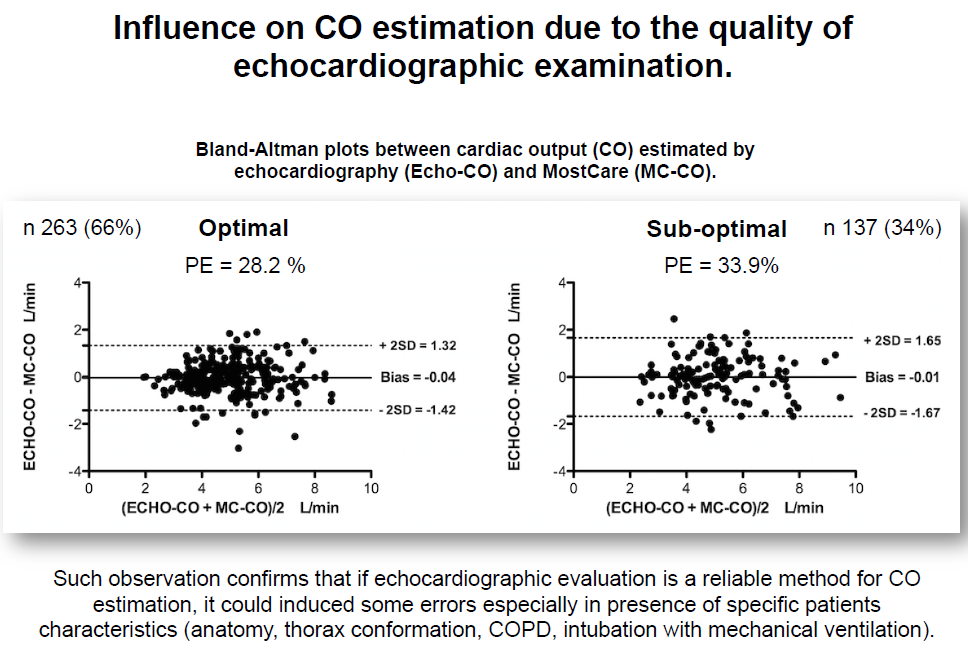 Influence on CO estimation due to the quality of
echocardiographic examination.
Bland-Altman plots between cardiac output (CO) estimated by
echocardiography (Echo-CO) and MostCare (MC-CO).
n 263 (66%)
Optimal
PE = 28.2 %
ECHO-CO - MC-CO L/min
4
2
0
-2
-4
+ 2SD = 1.32
Bias = -0.04
- 2SD = -1.42
0 2 4 6 8 10
(ECHO-CO + MC-CO)/2 L/min
Sub-optimal
n 137 (34%)
PE = 33.9%
ECHO-CO - MC-CO L/min
4
2
0
-2
-4
+ 2SD = 1.65
Bias = -0.01
- 2SD = -1.67
0 2 4 6 8 10
(ECHO-CO + MC-CO)/2 L/min
Such observation confirms that if echocardiographic evaluation is a reliable method for CO
estimation, it could induced some errors especially in presence of specific patients
characteristics (anatomy, thorax conformation, COPD, intubation with mechanical ventilation).